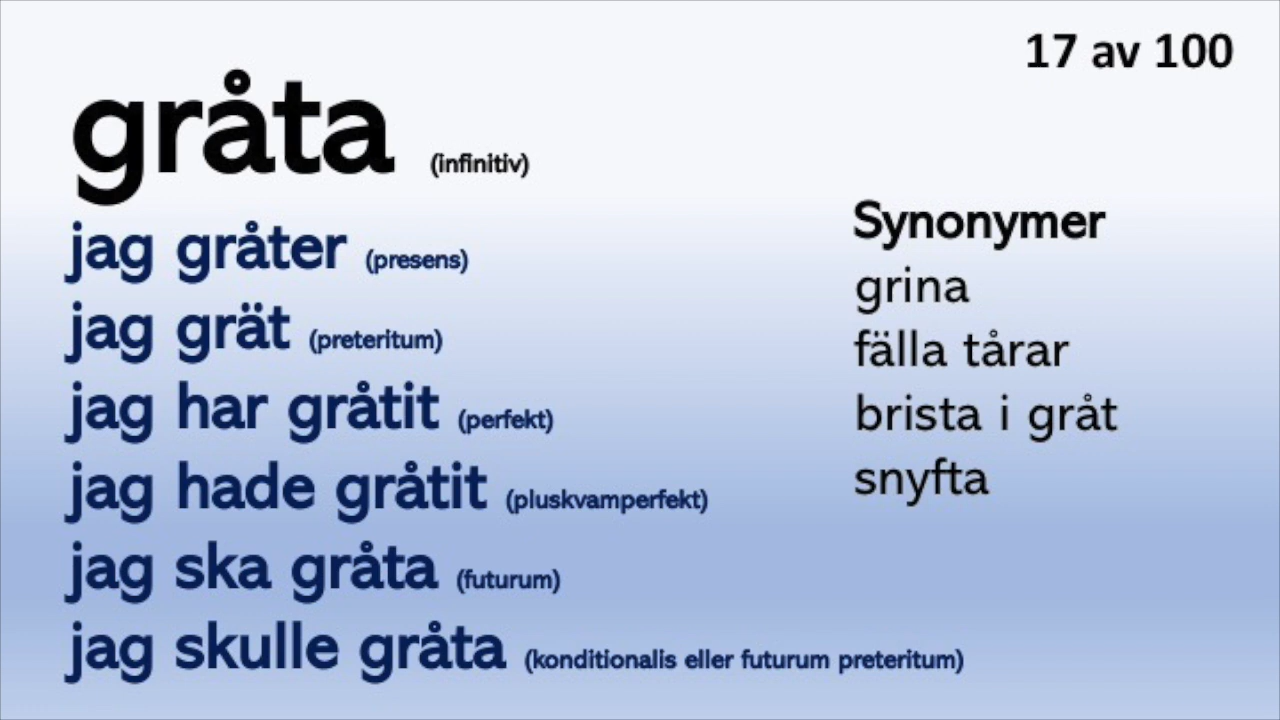 17 av 100
gråta (infinitiv)
jag gråter (presens)
jag grät (preteritum)
jag har gråtit (perfekt)
jag hade gråtit (pluskvamperfekt)
jag ska gråta (futurum)
jag skulle gråta (konditionalis eller futurum preteritum)
Synonymer
grina
fälla tårar
brista i gråt
snyfta